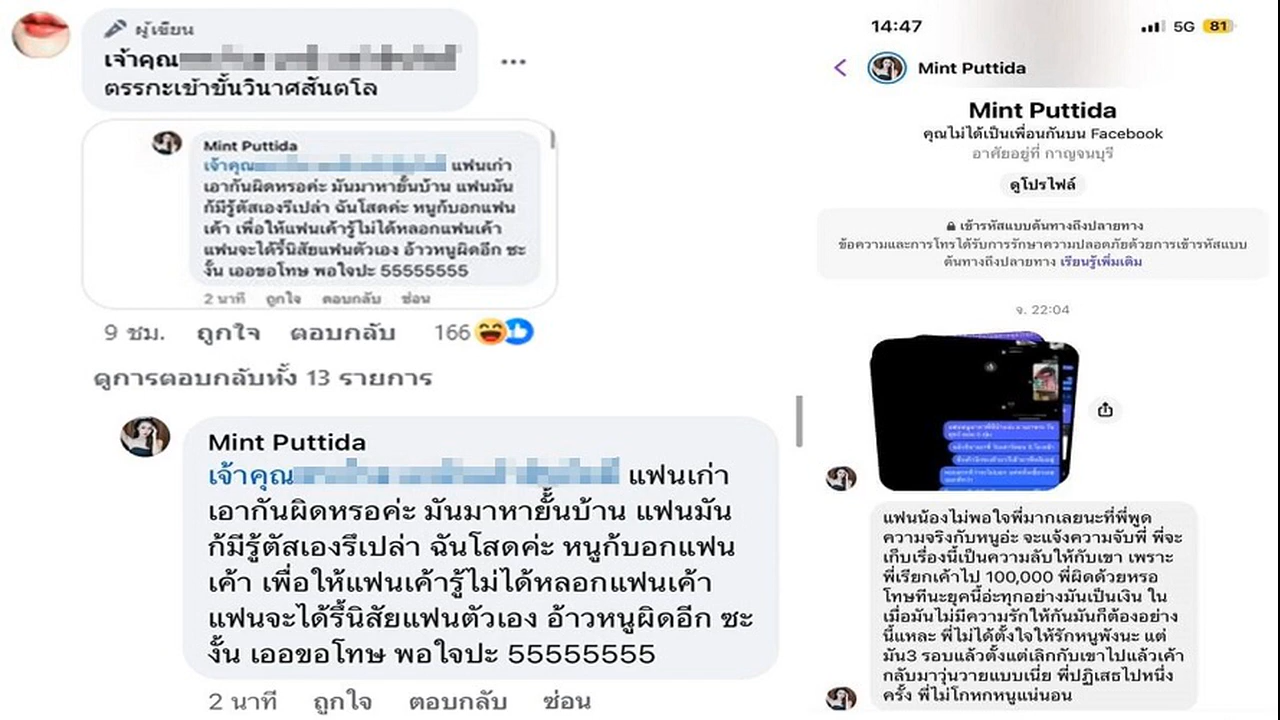 ผู้เขียน
เจ้าคุณ
ตรรกะเข้าขั้นวินาศสันตโล
Mint Puttida
เจ้าคุณ แฟนเก่า
เอากันผิดหรอค่ะ มันมาหายั้นบ้าน แฟนมัน
ก้มีรู้ตัสเองรึเปล่า ฉันโสดค่ะ หนูก้บอกแฟน
เค้า เพื่อให้แฟนเค้ารู้ไม่ได้หลอกแฟนเค้า
แฟนจะได้รึ้นิสัยแฟนตัวเอง อ้าวหนูผิดอีก ซะ
งั้น เออขอโทษ พอใจปะ 55555555
2 นาที ถูกใจ ตอบกลับ ซ่อน
9 ชม. ถูกใจ ตอบกลับ 166
ดูการตอบกลับทั้ง 13 รายการ
Mint Puttida
เจ้าคุณ แฟนเก่า
เอากันผิดหรอค่ะ มันมาหายั้นบ้าน แฟนมัน
ก้มีรู้ตัสเองรึเปล่า ฉันโสดค่ะ หนูก้บอกแฟน
เค้า เพื่อให้แฟนเค้ารู้ไม่ได้หลอกแฟนเค้า
แฟนจะได้รึ้นิสัยแฟนตัวเอง อ้าวหนูผิดอีก ซะ
งั้น เออขอโทษ พอใจปะ 55555555
2 นาที ถูกใจ ตอบกลับ ซ่อน
14:47 5G 81
Mint Puttida
Mint Puttida
คุณไม่ได้เป็นเพื่อนกันบน Facebook
อาศัยอยู่ที่ กาญจนบุรี
ดูโปรไฟล์
เข้ารหัสแบบต้นทางถึงปลายทาง
ข้อความและการโทรได้รับการรักษาความปลอดภัยด้วยการเข้ารหัสแบบ
ต้นทางถึงปลายทาง เรียนรู้เพิ่มเติม
จ. 22:04
แฟนน้องไม่พอใจพี่มากเลยนะที่พี่พูด
ความจริงกับหนูอ่ะ จะแจ้งความจับพี่ พี่จะ
เก็บเรื่องนี้เป็นความลับให้กับเขา เพราะ
พี่เรียกเค้าไป 100,000 พี่ผิดด้วยหรอ
โทษทีนะยุคนี้อ่ะทุกอย่างมันเป็นเงิน ใน
เมื่อมันไม่มีความรักให้กันมันก็ต้องอย่าง
นี้แหละ พี่ไม่ได้ตั้งใจให้รักหนูพังนะ แต่
มัน3 รอบแล้วตั้งแต่เลิกกับเขาไปแล้วเค้า
กลับมาวุ่นวายแบบเนี่ย พี่ปฏิเสธไปหนึ่ง
ครั้ง พี่ไม่โกหกหนูแน่นอน